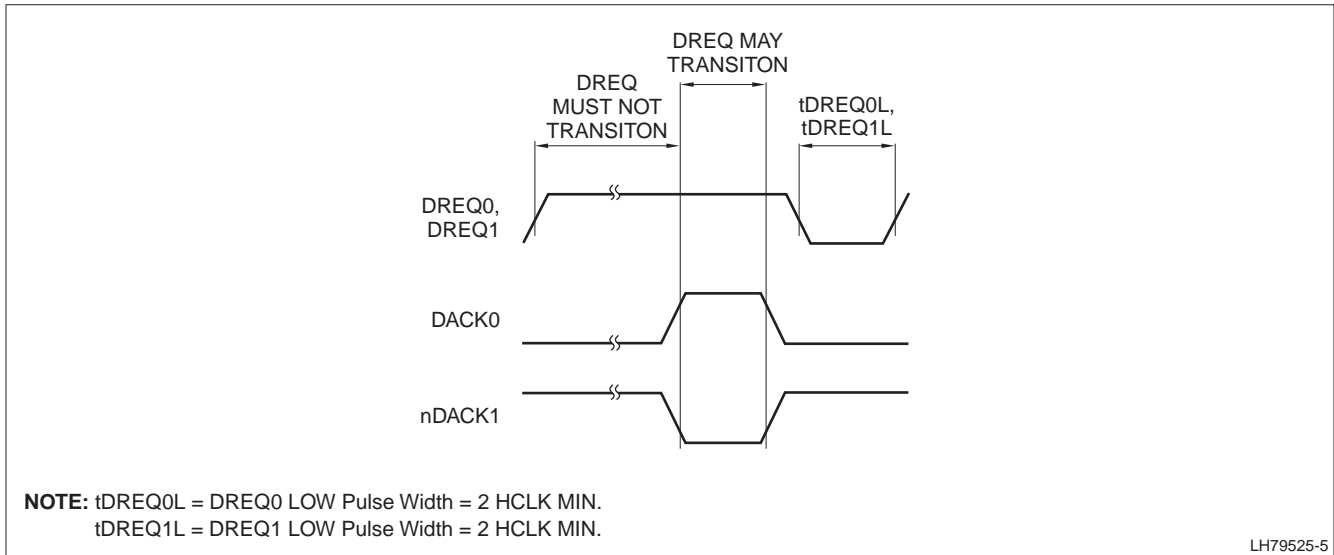 DREQ MAY
TRANSITON
DREQ
MUST NOT
TRANSITON
tDREQ0L,
tDREQ1L
DREQ0,
DREQ1
DACK0
nDACK1
NOTE: tDREQ0L = DREQ0 LOW Pulse Width = 2 HCLK MIN.
tDREQ1L = DREQ1 LOW Pulse Width = 2 HCLK MIN.
LH79525-5